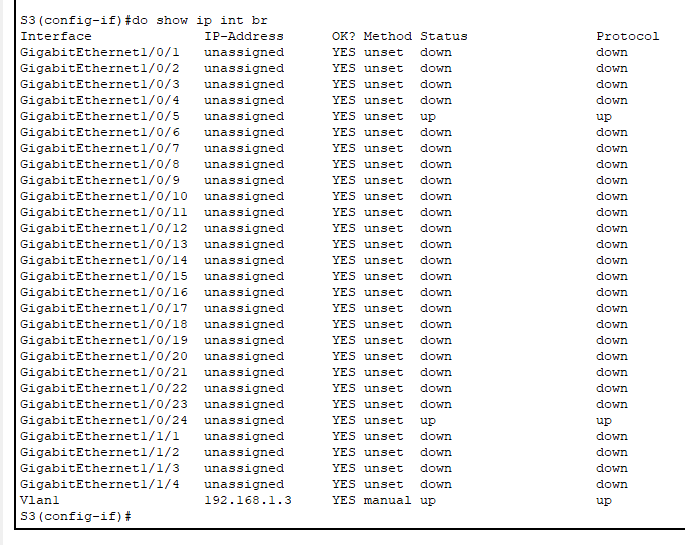 S3(config-if)#do show ip int br
Interface IP-Address OK? Method Status Protocol
GigabitEthernet1/0/1 unassigned YES unset down down
GigabitEthernet1/0/2 unassigned YES unset down down
GigabitEthernet1/0/3 unassigned YES unset down down
GigabitEthernet1/0/4 unassigned YES unset down down
GigabitEthernet1/0/5 unassigned YES unset up up
GigabitEthernet1/0/6 unassigned YES unset down down
GigabitEthernet1/0/7 unassigned YES unset down down
GigabitEthernet1/0/8 unassigned YES unset down down
GigabitEthernet1/0/9 unassigned YES unset down down
GigabitEthernet1/0/10 unassigned YES unset down down
GigabitEthernet1/0/11 unassigned YES unset down down
GigabitEthernet1/0/12 unassigned YES unset down down
GigabitEthernet1/0/13 unassigned YES unset down down
GigabitEthernet1/0/14 unassigned YES unset down down
GigabitEthernet1/0/15 unassigned YES unset down down
GigabitEthernet1/0/16 unassigned YES unset down down
GigabitEthernet1/0/17 unassigned YES unset down down
GigabitEthernet1/0/18 unassigned YES unset down down
GigabitEthernet1/0/19 unassigned YES unset down down
GigabitEthernet1/0/20 unassigned YES unset down down
GigabitEthernet1/0/21 unassigned YES unset down down
GigabitEthernet1/0/22 unassigned YES unset down down
GigabitEthernet1/0/23 unassigned YES unset down down
GigabitEthernet1/0/24 unassigned YES unset up up
GigabitEthernet1/1/1 unassigned YES unset down down
GigabitEthernet1/1/2 unassigned YES unset down down
GigabitEthernet1/1/3 unassigned YES unset down down
GigabitEthernet1/1/4 unassigned YES unset down down
Vlan1 192.168.1.3 YES manual up up
S3(config-if)#